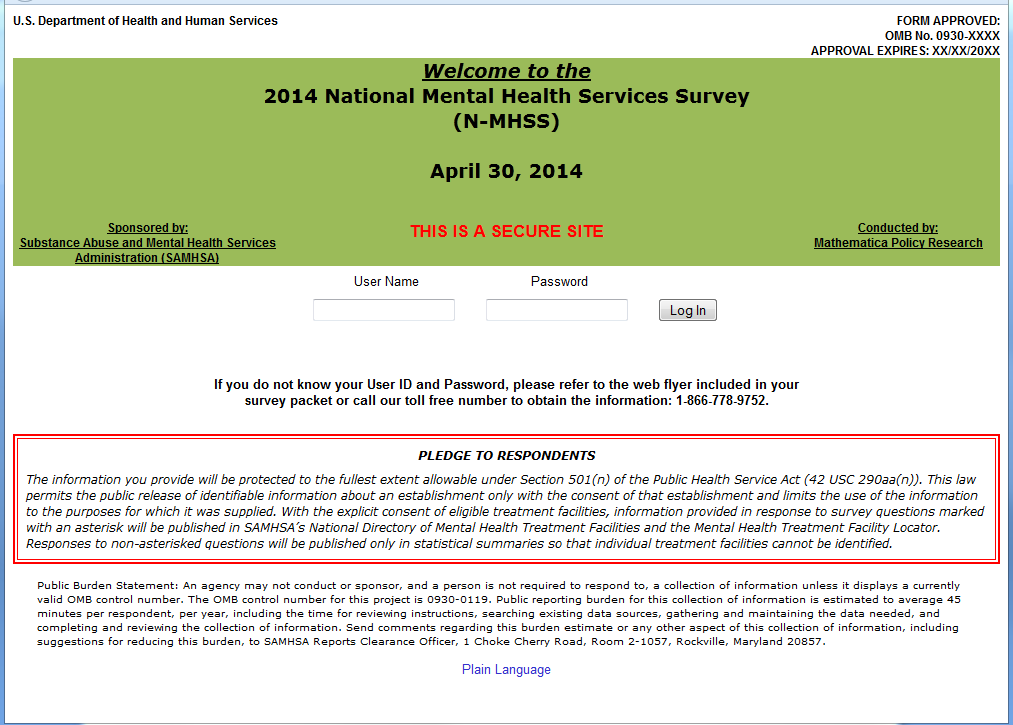 U.S. Department of Health and Human Services
FORM APPROVED:
OMB No. 0930-XXXX
APPROVAL EXPIRES: XX/XX/20XX
Welcome to the
2014 National Mental Health Services Survey
(N-MHSS)
April 30, 2014
Sponsored by:
Substance Abuse and Mental Health Services
Administration (SAMHSA)
THIS IS A SECURE SITE
Conducted by:
Mathematica Policy Research
User Name
Password
Log In
If you do not know your User ID and Password, please refer to the web flyer included in your
survey packet or call our toll free number to obtain the information: 1-866-778-9752.
PLEDGE TO RESPONDENTS
The information you provide will be protected to the fullest extent allowable under Section 501(n) of the Public Health Service Act (42 USC 290aa(n)). This law
permits the public release of identifiable information about an establishment only with the consent of that establishment and limits the use of the information
to the purposes for which it was supplied. With the explicit consent of eligible treatment facilities, information provided in response to survey questions marked
with an asterisk will be published in SAMHSA's National Directory of Mental Health Treatment Facilities and the Mental Health Treatment Facility Locator.
Responses to non-asterisked questions will be published only in statistical summaries so that individual treatment facilities cannot be identified.
Public Burden Statement: An agency may not conduct or sponsor, and a person is not required to respond to, a collection of information unless it displays a currently
valid OMB control number. The OMB control number for this project is 0930-0119. Public reporting burden for this collection of information is estimated to average 45
minutes per respondent, per year, including the time for reviewing instructions, searching existing data sources, gathering and maintaining the data needed, and
completing and reviewing the collection of information. Send comments regarding this burden estimate or any other aspect of this collection of information, including
suggestions for reducing this burden, to SAMHSA Reports Clearance Officer, 1 Choke Cherry Road, Room 2-1057, Rockville, Maryland 20857.
Plain Language